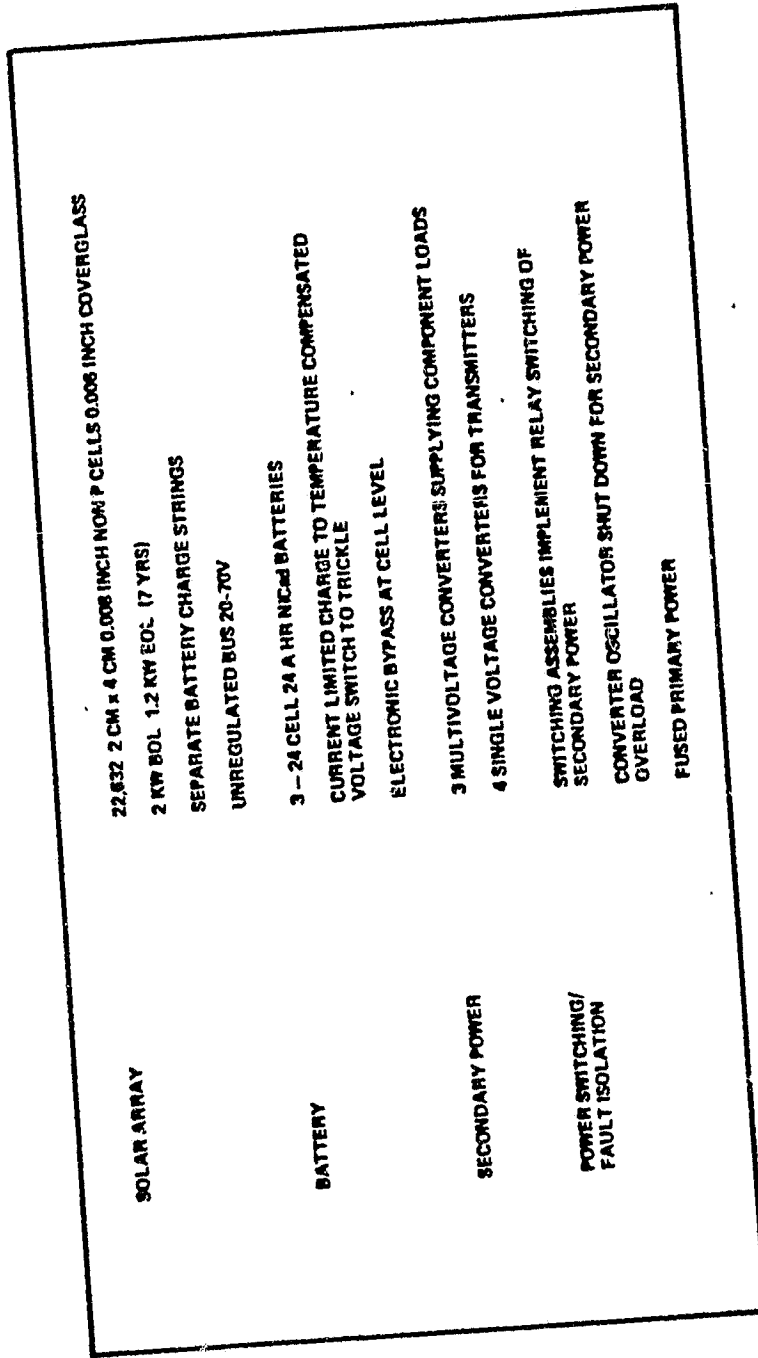 SOLAR ARRAY
22,632 2 CM x 4 CM 0.008 INCH N ON P CELLS 0.006 INCH COVERGLASS
2 KW BOL 1.2 KW EOL (7 YRS)
SEPARATE BATTERY CHARGE STRINGS
UNREGULATED BUS 20-70V
BATTERY
3 – 24 CELL 24 A HR NiCad BATTERIES
CURRENT LIMITED CHARGE TO TEMPERATURE COMPENSATED
VOLTAGE SWITCH TO TRICKLE
ELECTRONIC BYPASS AT CELL LEVEL
SECONDARY POWER
3 MULTIVOLTAGE CONVERTERS SUPPLYING COMPONENT LOADS
4 SINGLE VOLTAGE CONVERTERS FOR TRANSMITTERS
POWER SWITCHING/
FAULT ISOLATION
SWITCHING ASSEMBLIES IMPLEMENT RELAY SWITCHING OF
SECONDARY POWER
CONVERTER OSCILLATOR SHUT DOWN FOR SECONDARY POWER
OVERLOAD
FUSED PRIMARY POWER